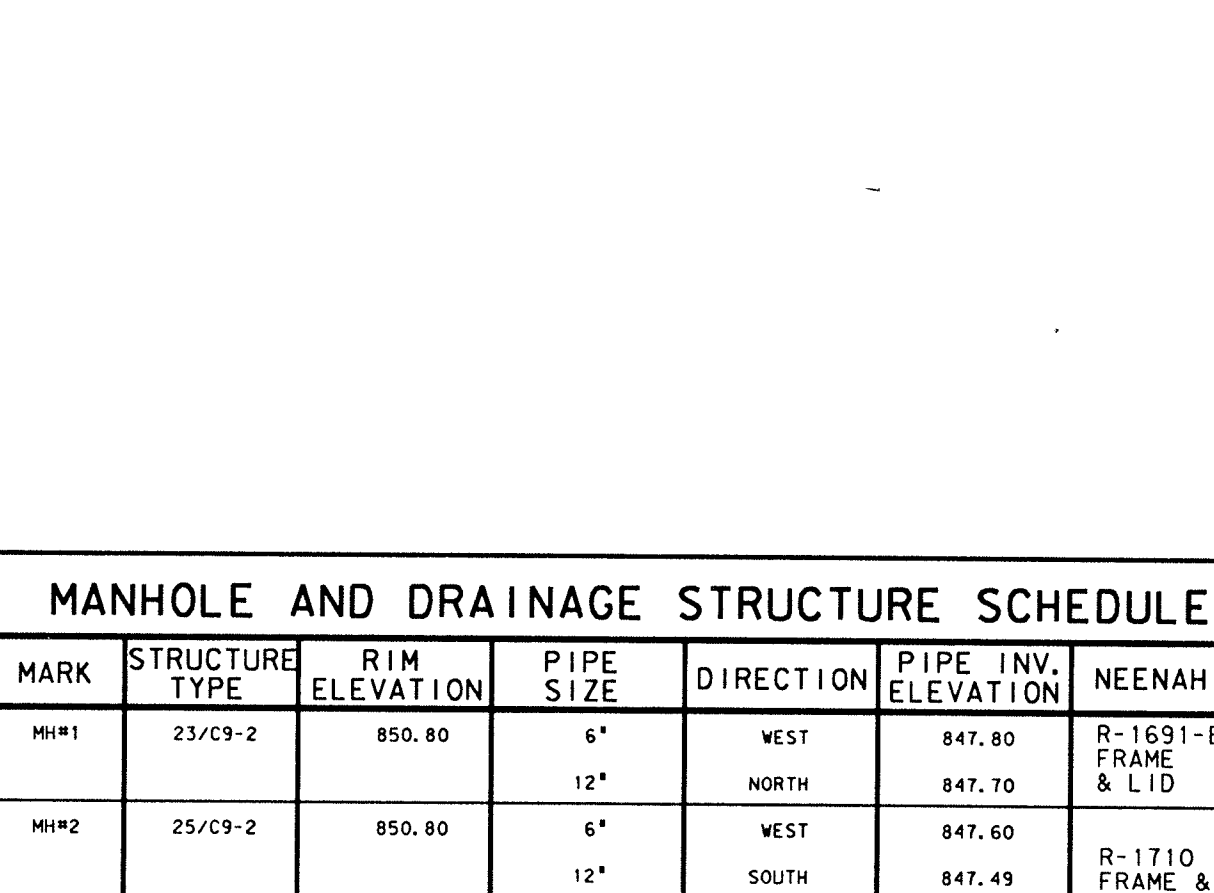 MANHOLE AND DRAINAGE STRUCTURE SCHEDULE
MARK STRUCTURE TYPE RIM ELEVATION PIPE SIZE DIRECTION PIPE INV. ELEVATION NEENAH
MH#1 23/C9-2 850.80 6" WEST 847.80 R-1691-
FRAME
12" NORTH 847.70 & LID
MH#2 25/C9-2 850.80 6" WEST 847.60
R-1710
12" SOUTH 847.49 FRAME &